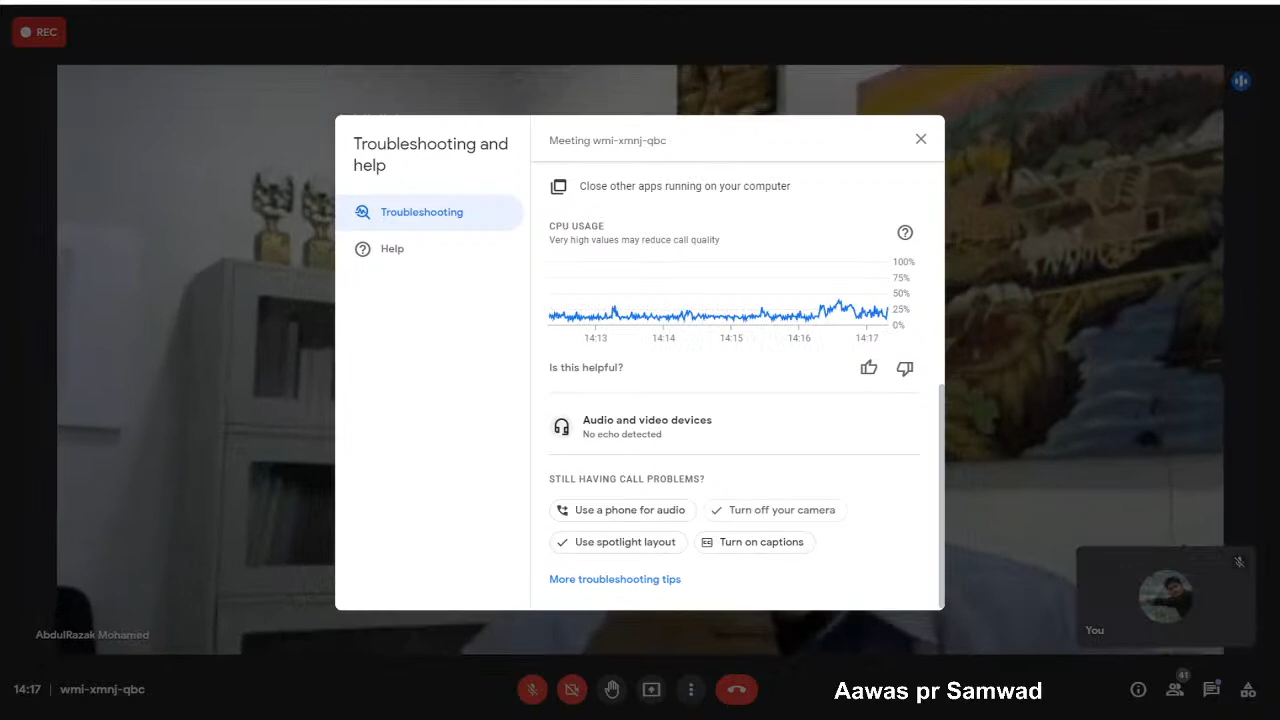 REC
Troubleshooting and
help
Troubleshooting
Help
Meeting wmi-xmnj-qbc
Close other apps running on your computer
CPU USAGE
Very high values may reduce call quality
100%
75%
50%
25%
0%
14:13 14:14 14:15 14:16 14:17
Is this helpful?
Audio and video devices
No echo detected
STILL HAVING CALL PROBLEMS?
Use a phone for audio Turn off your camera
Use spotlight layout Turn on captions
More troubleshooting tips
You
AbdulRazak Mohamed
14:17 | wmi-xmnj-qbc
Aawas pr Samwad
41